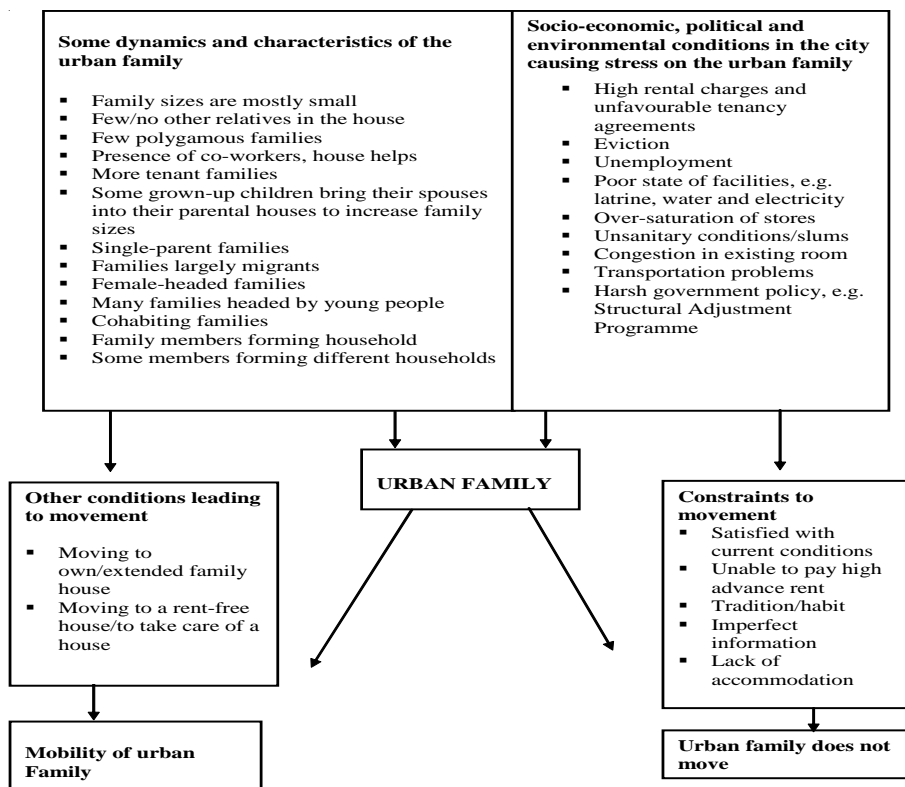 Some dynamics and characteristics of the
urban family
▪ Family sizes are mostly small
▪ Few/no other relatives in the house
▪ Few polygamous families
▪ Presence of co-workers, house helps
▪ More tenant families
▪ Some grown-up children bring their spouses
into their parental houses to increase family
sizes
▪ Single-parent families
▪ Families largely migrants
▪ Female-headed families
▪ Many families headed by young people
▪ Cohabiting families
▪ Family members forming household
▪ Some members forming different households
Socio-economic, political and
environmental conditions in the city
causing stress on the urban family
▪ High rental charges and
unfavourable tenancy
agreements
▪ Eviction
▪ Unemployment
▪ Poor state of facilities, e.g.
latrine, water and electricity
▪ Over-saturation of stores
▪ Unsanitary conditions/slums
▪ Congestion in existing room
▪ Transportation problems
▪ Harsh government policy, e.g.
Structural Adjustment
Programme
URBAN FAMILY
Other conditions leading
to movement
▪ Moving to
own/extended family
house
▪ Moving to a rent-free
house/to take care of a
house
Constraints to
movement
▪ Satisfied with
current conditions
▪ Unable to pay high
advance rent
▪ Tradition/habit
▪ Imperfect
information
▪ Lack of
accommodation
Mobility of urban
Family
Urban family does not
move